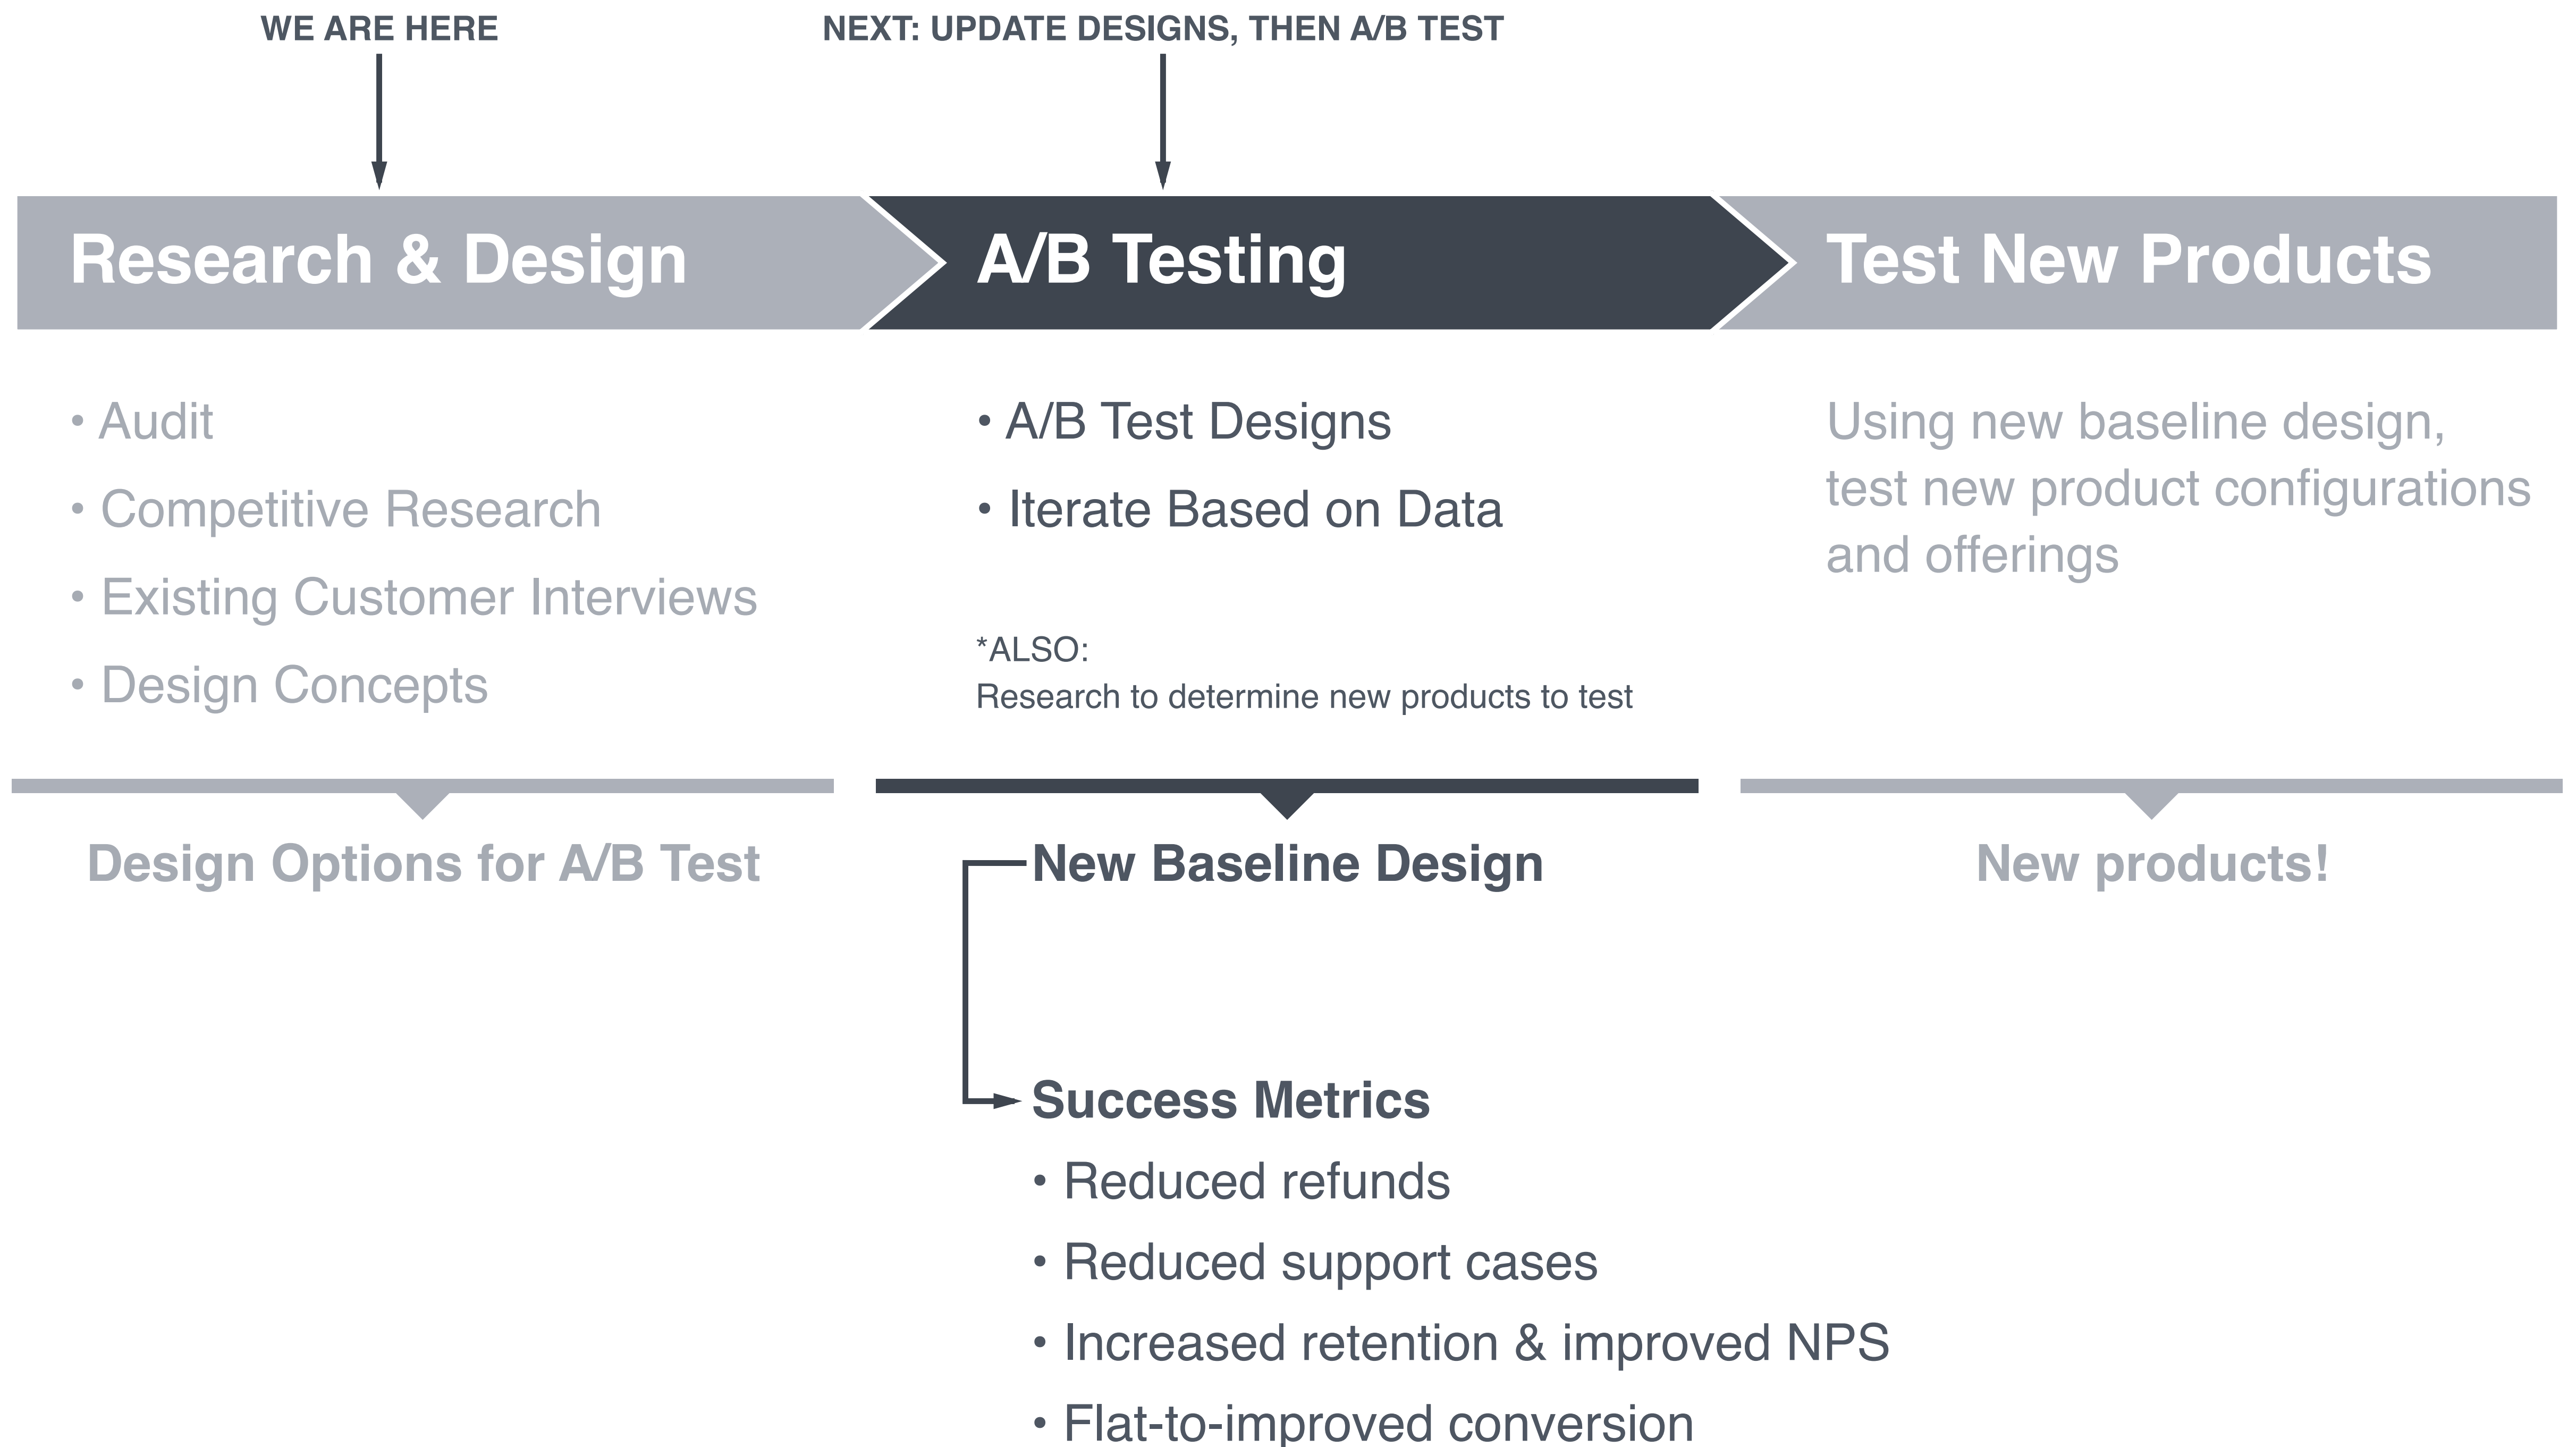 WE ARE HERE
NEXT: UPDATE DESIGNS, THEN A/B TEST
Research & Design
A/B Testing
Test New Products
• Audit
• Competitive Research
• Existing Customer Interviews
• Design Concepts
• A/B Test Designs
• Iterate Based on Data
*ALSO:
Research to determine new products to test
Using new baseline design,
test new product configurations
and offerings
Design Options for A/B Test
New Baseline Design
New products!
Success Metrics
• Reduced refunds
• Reduced support cases
• Increased retention & improved NPS
• Flat-to-improved conversion